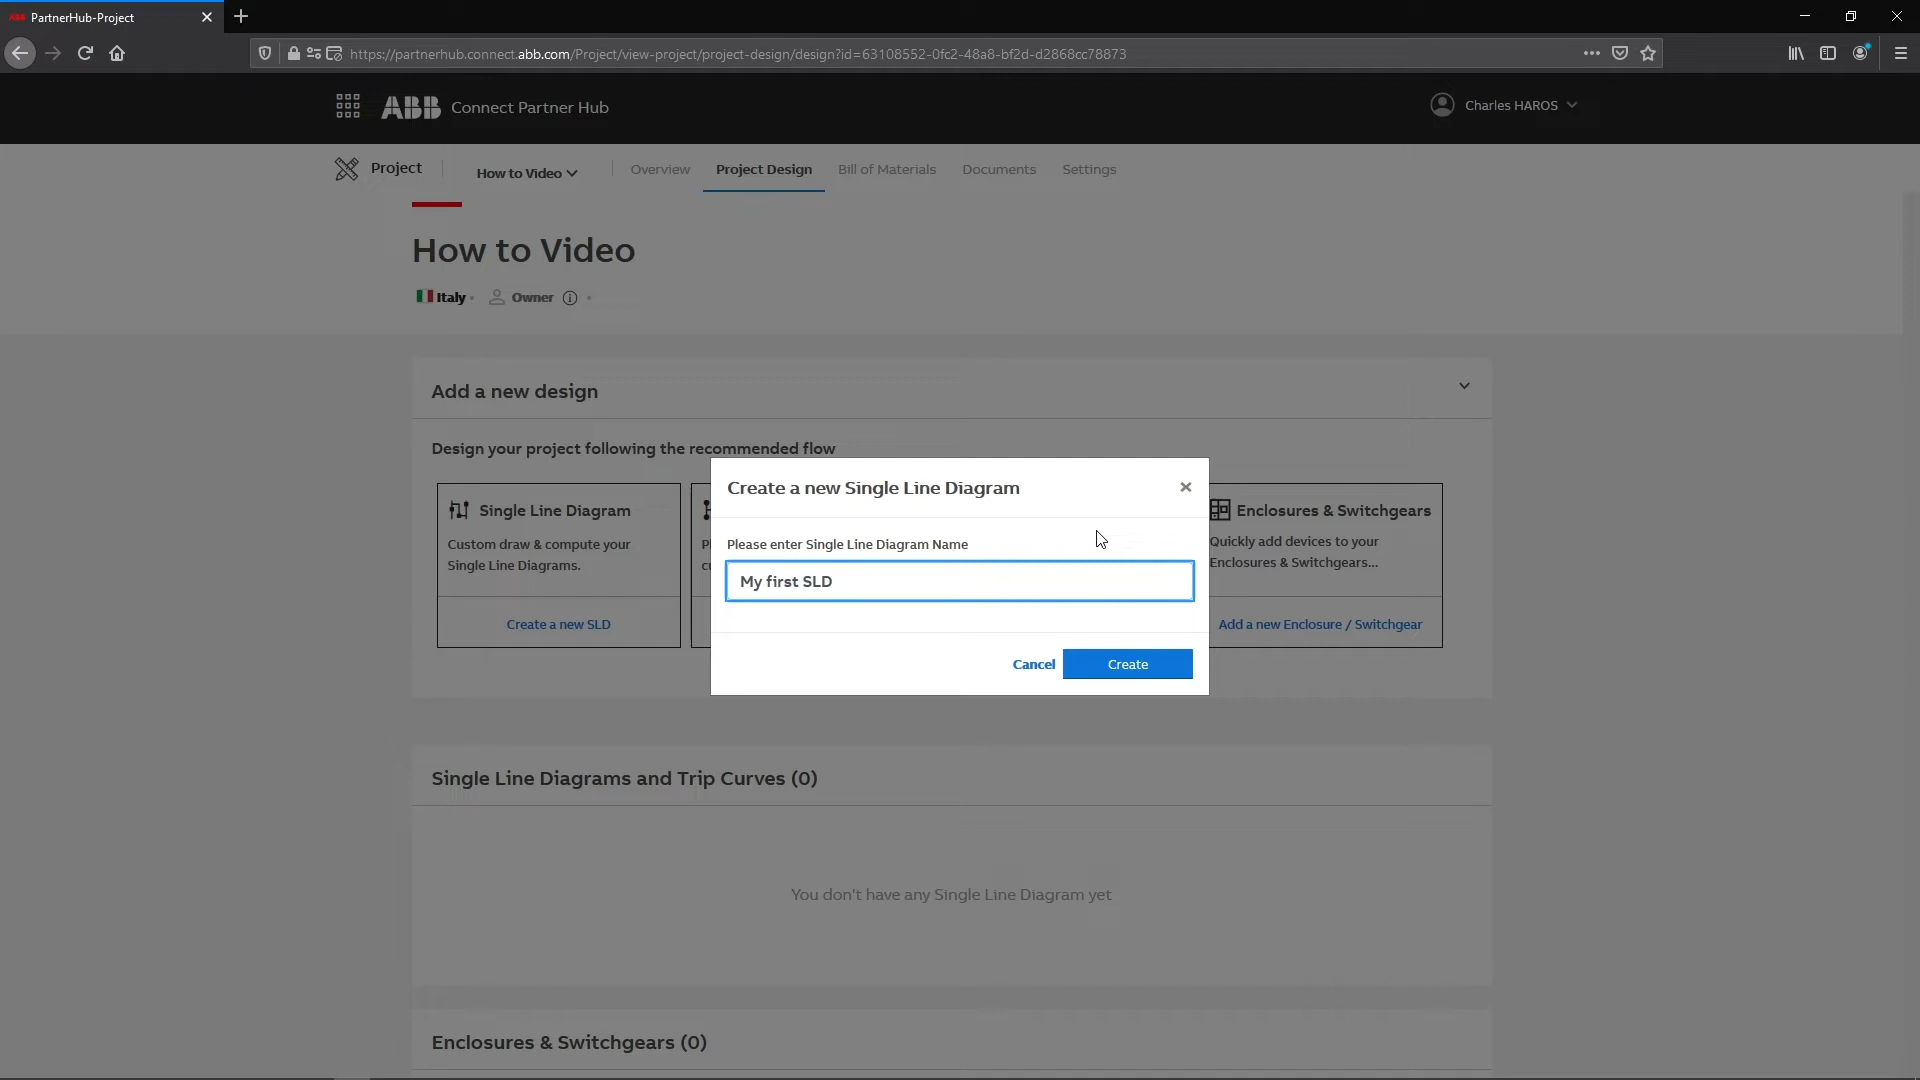 ABB PartnerHub-Project
https://partnerhub.connect.abb.com/Project/view-project/project-design/design?id=63108552-0fc2-48a8-bf2d-d2868cc78873
ABB Connect Partner Hub
Charles HAROS
Project
How to Video
Overview
Project Design
Bill of Materials
Documents
Settings
How to Video
Italy
Owner
Add a new design
Design your project following the recommended flow
Single Line Diagram
Custom draw & compute your
Single Line Diagrams.
Create a new SLD
Create a new Single Line Diagram
Please enter Single Line Diagram Name
My first SLD
Cancel
Create
Enclosures & Switchgears
Quickly add devices to your
Enclosures & Switchgears...
Add a new Enclosure / Switchgear
Single Line Diagrams and Trip Curves (0)
You don't have any Single Line Diagram yet
Enclosures & Switchgears (0)